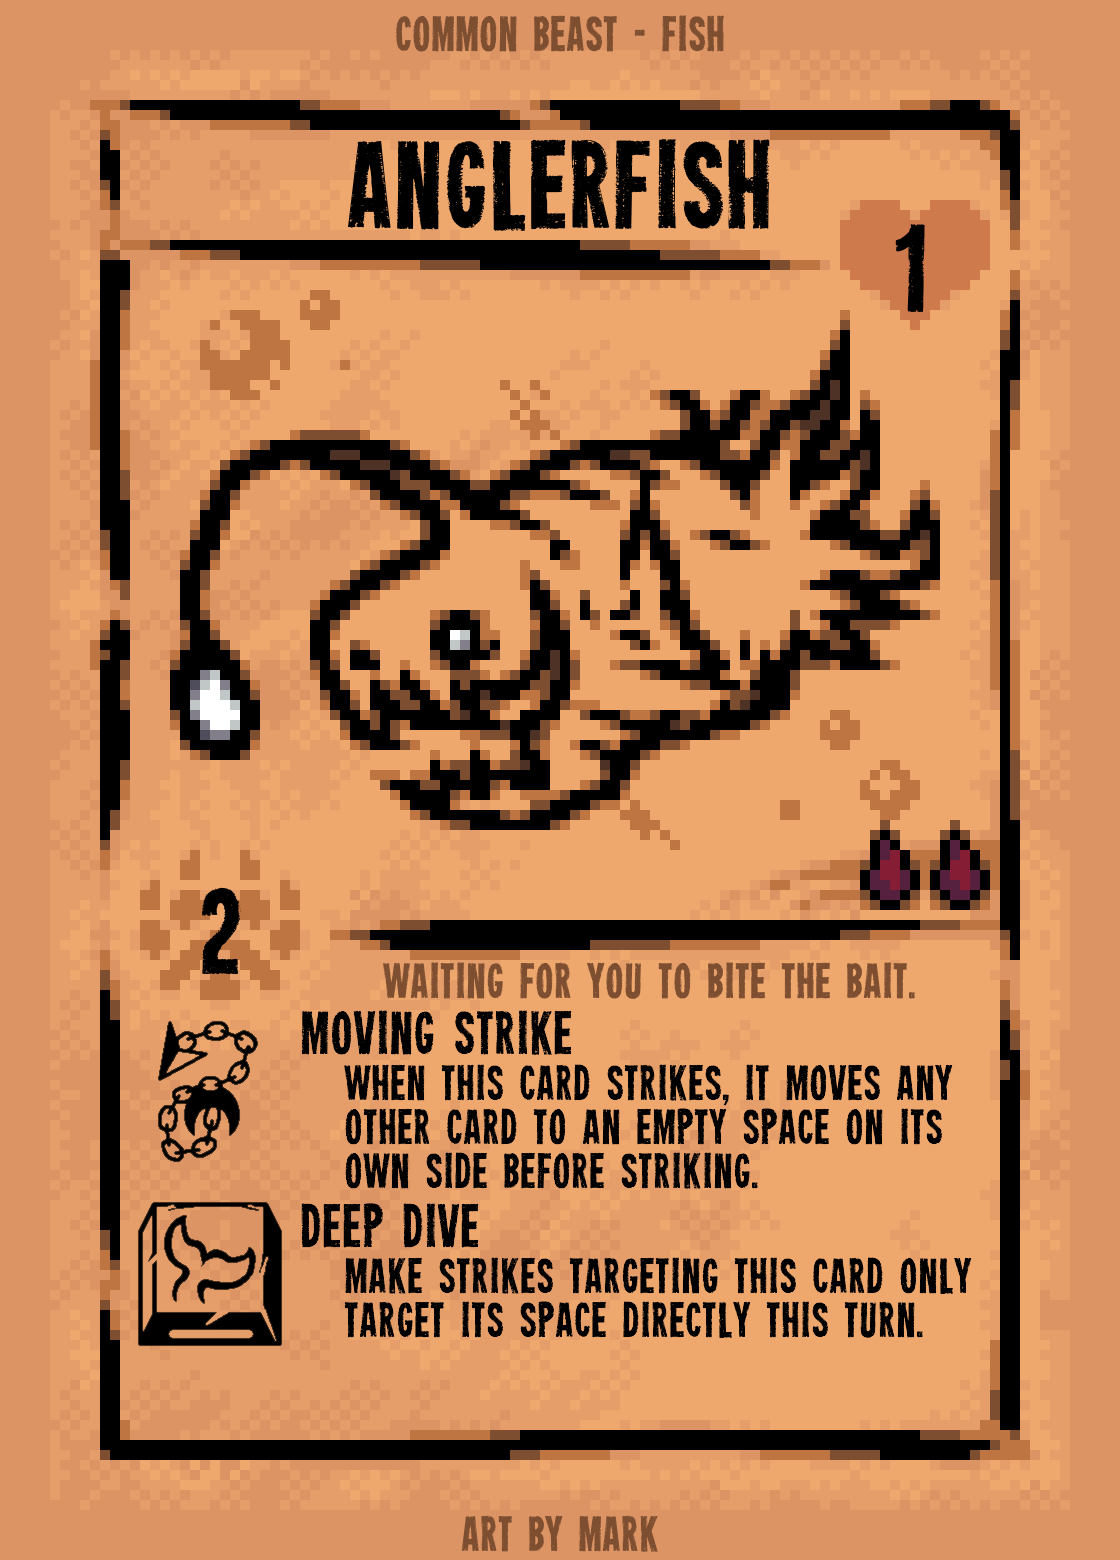 COMMON BEAST - FISH
ANGLERFISH
1
2
WAITING FOR YOU TO BITE THE BAIT.
MOVING STRIKE
WHEN THIS CARD STRIKES, IT MOVES ANY
OTHER CARD TO AN EMPTY SPACE ON ITS
OWN SIDE BEFORE STRIKING.
DEEP DIVE
MAKE STRIKES TARGETING THIS CARD ONLY
TARGET ITS SPACE DIRECTLY THIS TURN.
ART BY MARK